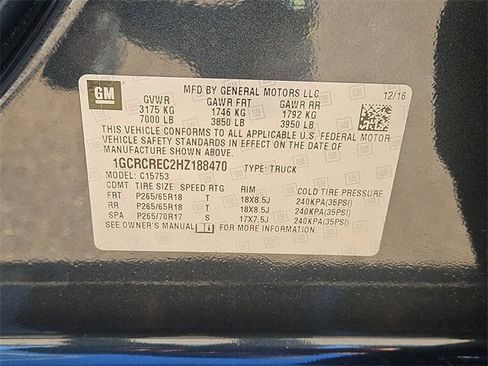 GM
MFD BY GENERAL MOTORS LLC
12/16
GVWR GAWR FRT GAWR RR
3175 KG 1746 KG 1792 KG
7000 LB 3850 LB 3950 LB
THIS VEHICLE CONFORMS TO ALL APPLICABLE U.S. FEDERAL MOTOR
VEHICLE SAFETY STANDARDS IN EFFECT ON THE DATE OF
MANUFACTURE SHOWN ABOVE.
1GCRCREC2HZ188470 TYPE: TRUCK
MODEL: C15753
CDMT TIRE SIZE SPEED RTG RIM COLD TIRE PRESSURE
FRT P265/65R18 T 18X8.5J 240KPA(35PSI)
RR P265/65R18 T 18X8.5J 240KPA(35PSI)
SPA P265/70R17 S 17X7.5J 240KPA(35PSI)
SEE OWNER'S MANUAL i FOR MORE INFORMATION.